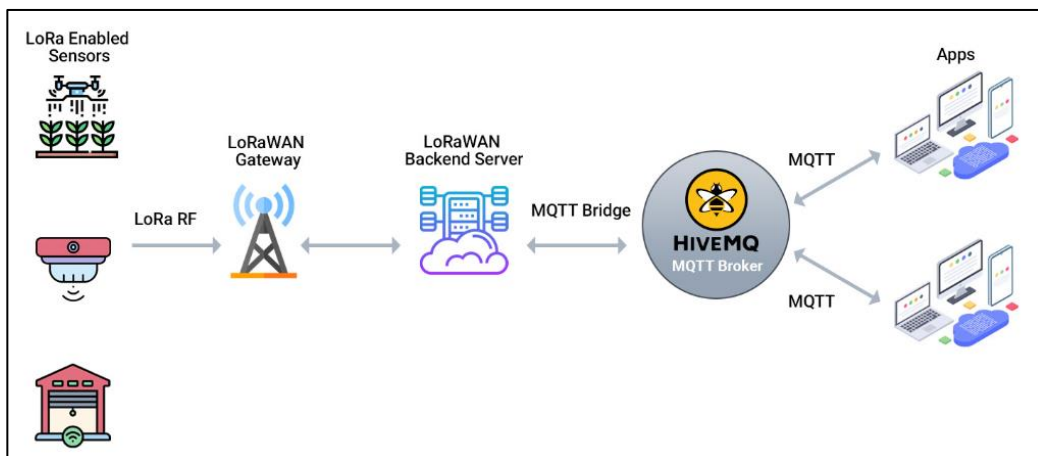 LoRa Enabled
Sensors
LoRa RF
LoRaWAN
Gateway
LoRaWAN
Backend Server
MQTT Bridge
HIVEMQ
MQTT Broker
MQTT
MQTT
Apps